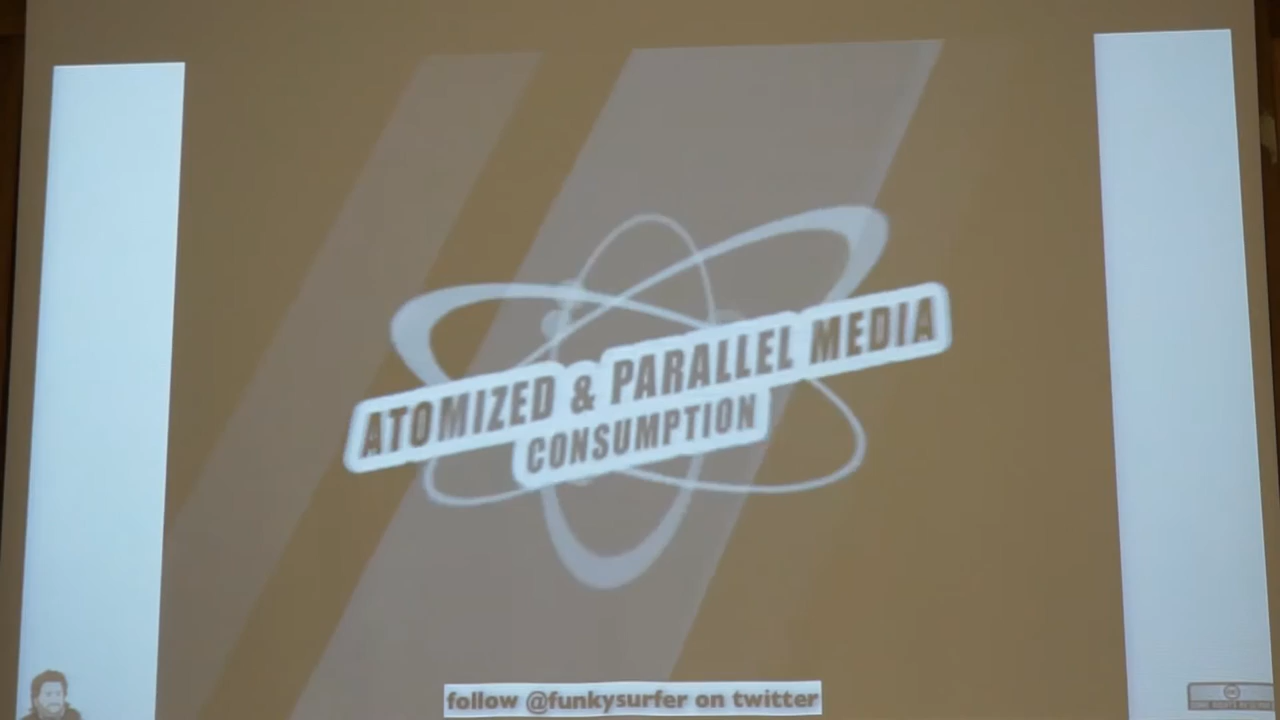 ATOMIZED & PARALLEL MEDIA
CONSUMPTION
follow @funkysurfer on twitter